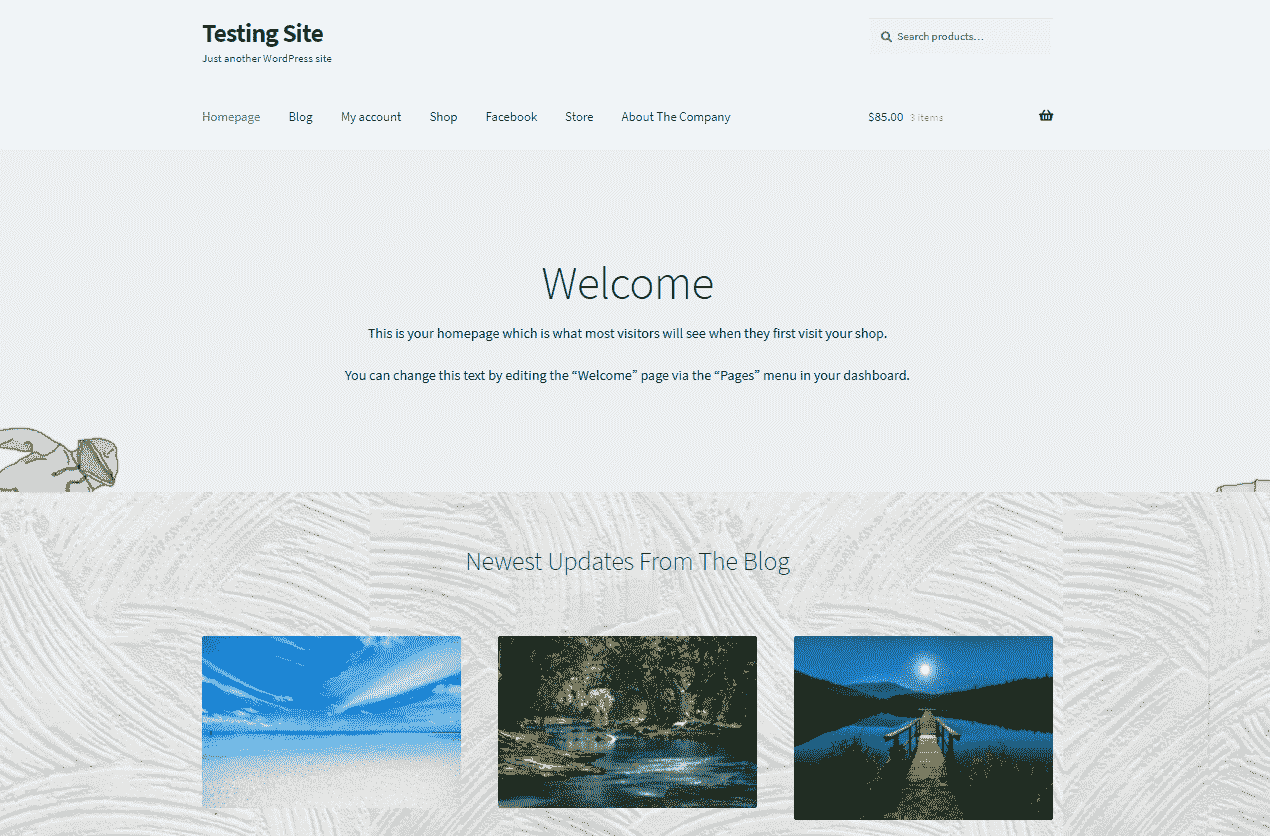 Testing Site
Just another WordPress site
Search products…
Homepage Blog My account Shop Facebook Store About The Company $85.00 3 items
Welcome
This is your homepage which is what most visitors will see when they first visit your shop.
You can change this text by editing the “Welcome” page via the “Pages” menu in your dashboard.
Newest Updates From The Blog